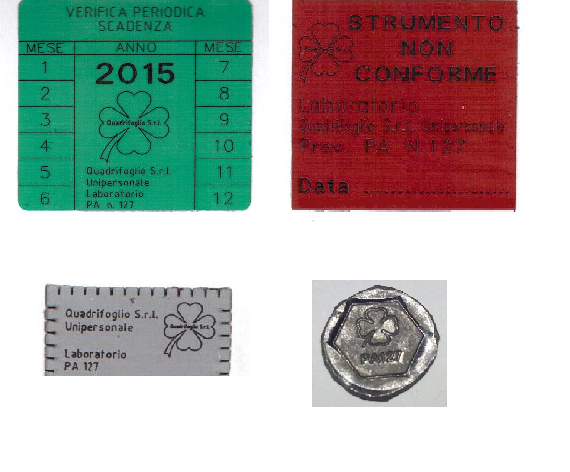 VERIFICA PERIODICA
SCADENZA
MESE ANNO MESE
1 2015 7
2 8
3 Quadrifoglio S.r.l. 9
4 10
5 Quadrifoglio S.r.l. 11
Unipersonale
Laboratorio
6 PA n. 127 12
STRUMENTO
NON
CONFORME
Laboratorio
Quadrifoglio S.r.l. Unipersonale
Prov. PA N.127
Data ....................
Quadrifoglio S.r.l.
Unipersonale
Quadrifoglio S.r.l.
Laboratorio
PA 127
PA127